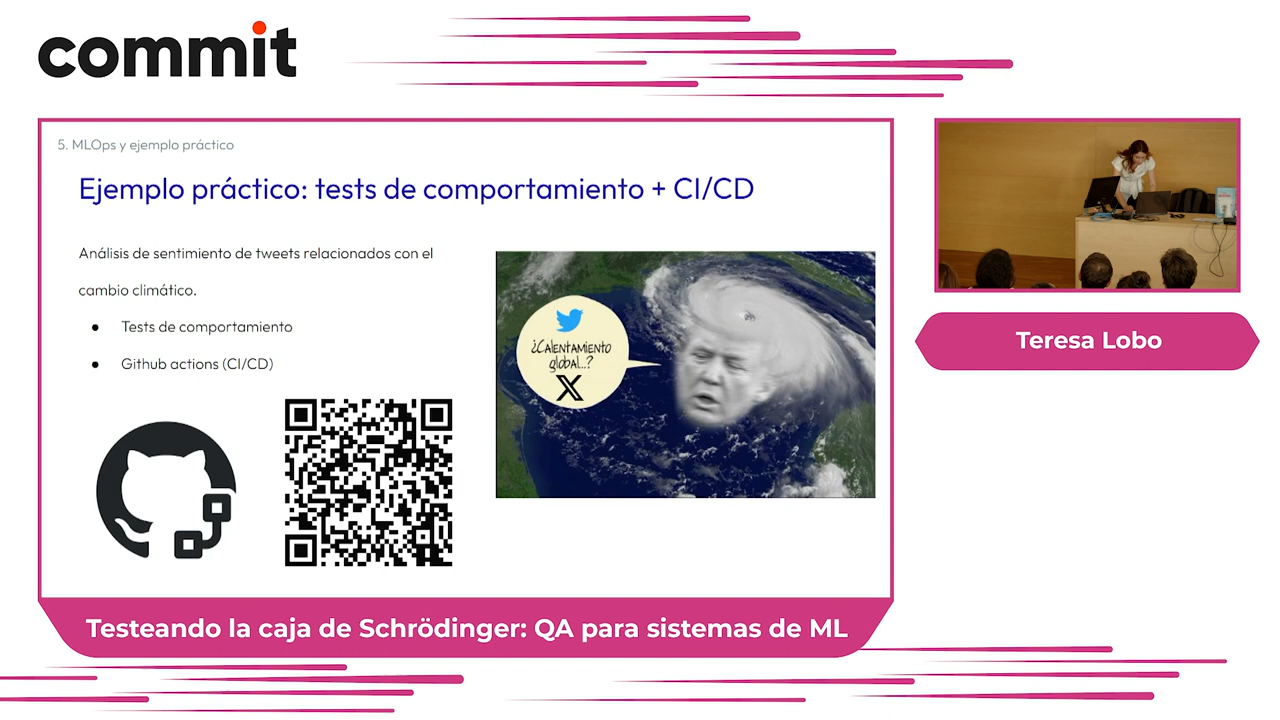 commit
5. MLOps y ejemplo práctico
Ejemplo práctico: tests de comportamiento + CI/CD
Análisis de sentimiento de tweets relacionados con el
cambio climático.
● Tests de comportamiento
● Github actions (CI/CD)
¿CALENTAMIENTO
global...?
X
Teresa Lobo
Testeando la caja de Schrödinger: QA para sistemas de ML